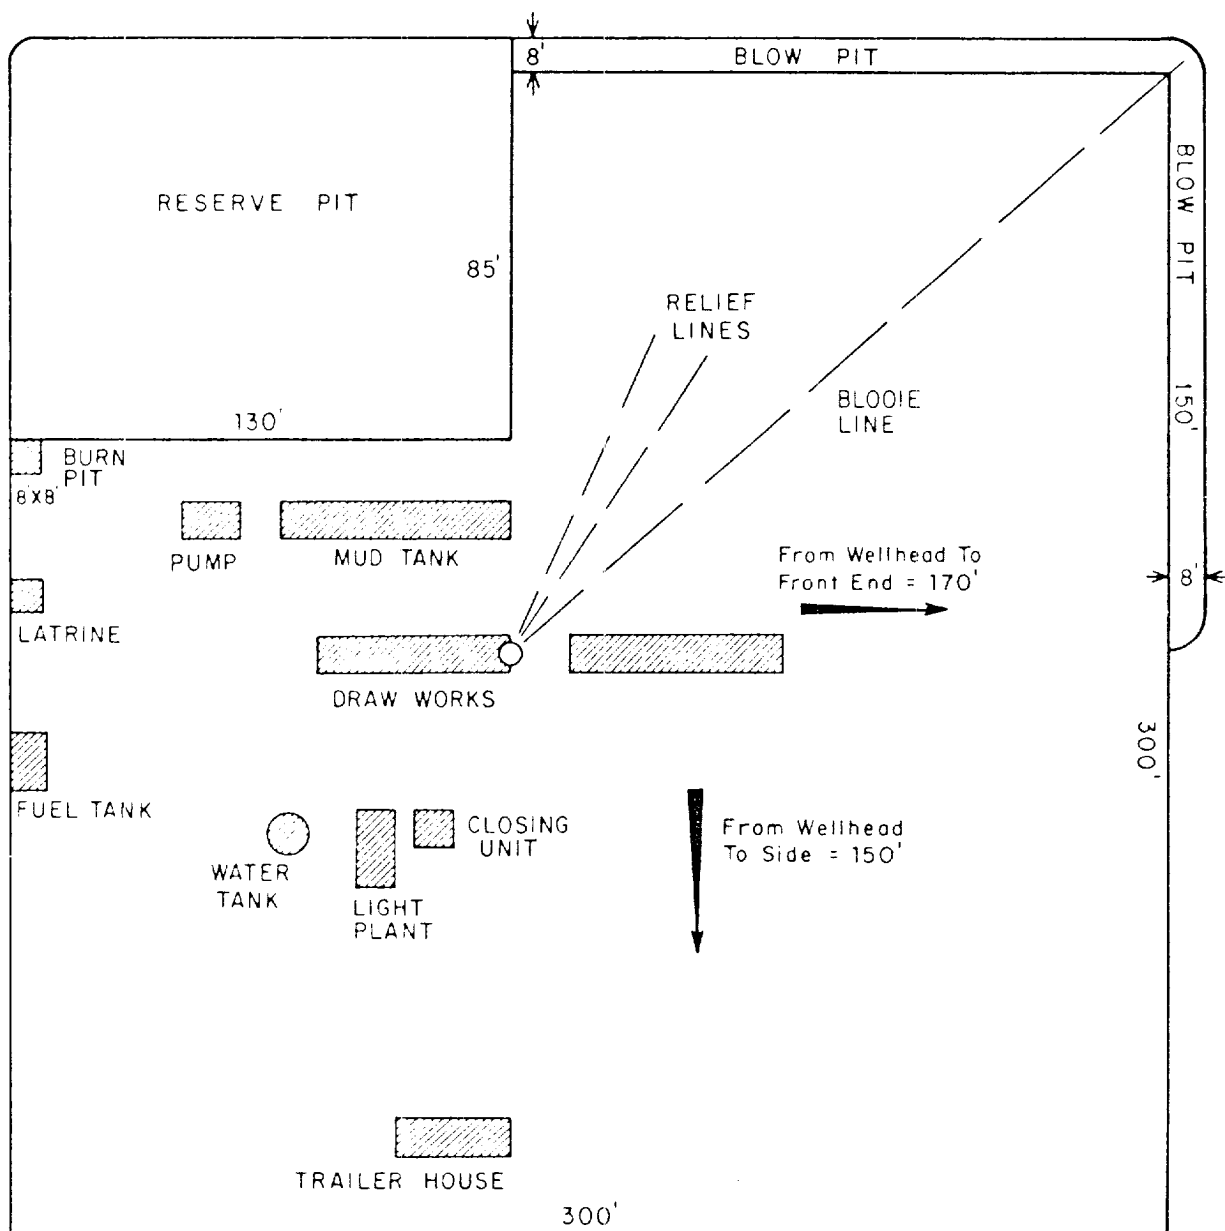 8'
BLOW PIT
RESERVE PIT
85'
130'
BLOW PIT
150'
8'
RELIEF
LINES
BLOOIE
LINE
BURN
PIT
8'X8'
PUMP
MUD TANK
From Wellhead To
Front End = 170'
LATRINE
DRAW WORKS
300'
FUEL TANK
WATER
TANK
LIGHT
PLANT
CLOSING
UNIT
From Wellhead
To Side = 150'
TRAILER HOUSE
300'